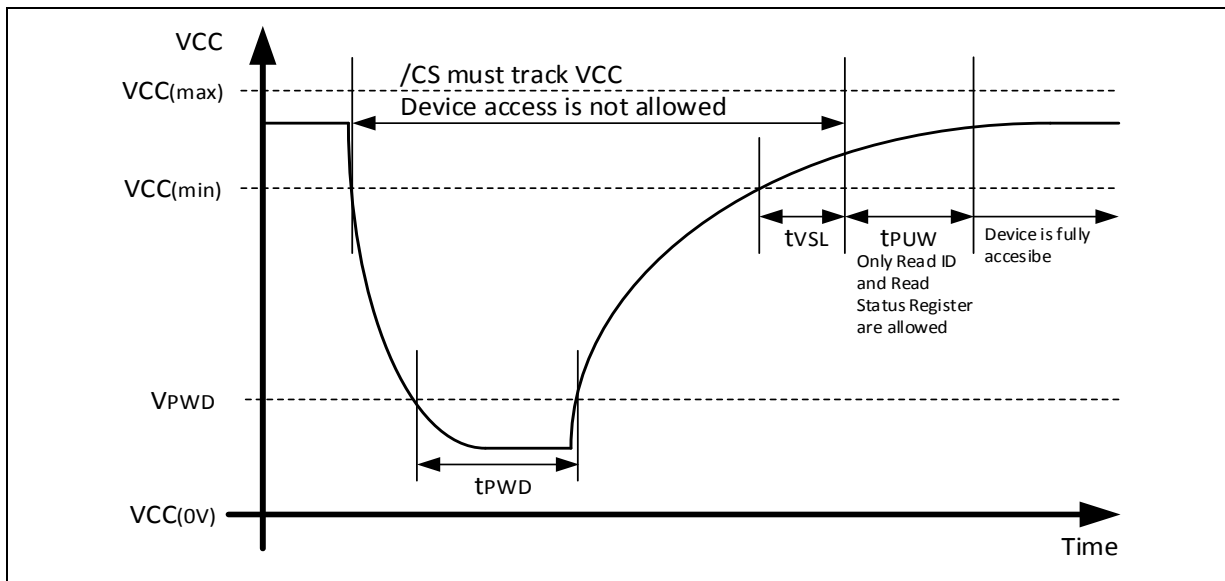 VCC
VCC(max)
/CS must track VCC
Device access is not allowed
VCC(min)
tVSL
tPUW
Only Read ID
and Read
Status Register
are allowed
Device is fully
accesibe
VPWD
tPWD
VCC(0V)
Time